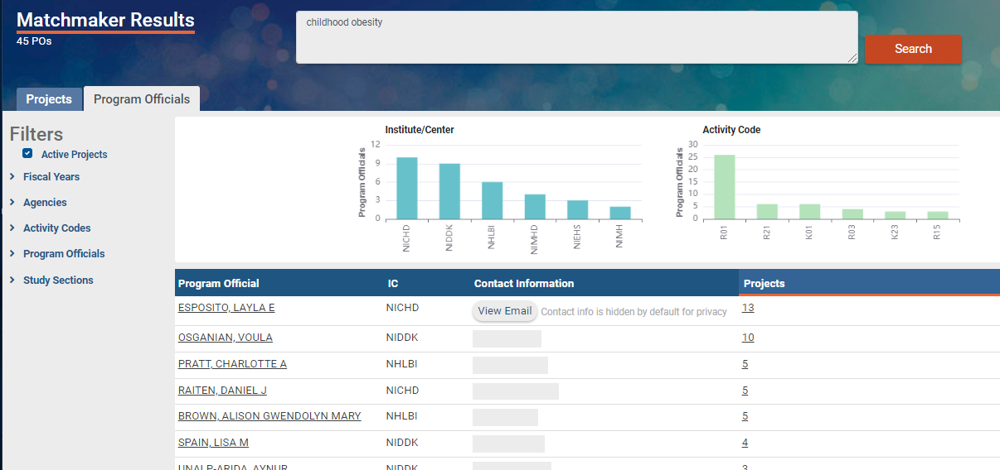 Matchmaker Results
45 POs
childhood obesity
Search
Projects
Program Officials
Filters
Active Projects
Fiscal Years
Agencies
Activity Codes
Program Officials
Study Sections
Institute/Center
Program Officials
12
9
6
3
0
NICHD
NIDDK
NHLBI
NIMHD
NIEHS
NIMH
Activity Code
Program Officials
30
25
20
15
10
5
0
R01
R21
K01
R03
K23
R15
Program Official IC Contact Information Projects
ESPOSITO, LAYLA E NICHD View Email Contact info is hidden by default for privacy 13
OSGANIAN, VOULA NIDDK 10
PRATT, CHARLOTTE A NHLBI 5
RAITEN, DANIEL J NICHD 5
BROWN, ALISON GWENDOLYN MARY NHLBI 5
SPAIN, LISA M NIDDK 4
UNALP-ARIDA, AYNUR NIDDK 3